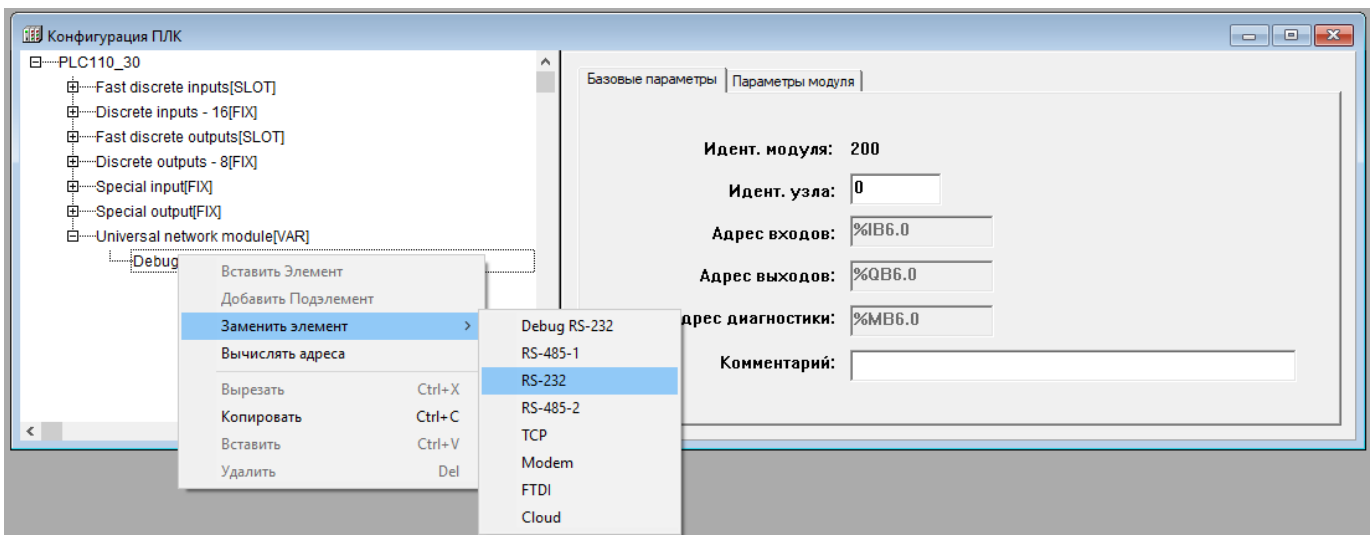 Конфигурация ПЛК
PLC110_30
Fast discrete inputs[SLOT]
Discrete inputs - 16[FIX]
Fast discrete outputs[SLOT]
Discrete outputs - 8[FIX]
Special input[FIX]
Special output[FIX]
Universal network module[VAR]
Debug
Вставить Элемент
Добавить Подэлемент
Заменить элемент >
Вычислять адреса
Вырезать Ctrl+X
Копировать Ctrl+C
Вставить Ctrl+V
Удалить Del
Debug RS-232
RS-485-1
RS-232
RS-485-2
TCP
Modem
FTDI
Cloud
Базовые параметры Параметры модуля
Идент. модуля: 200
Идент. узла: 0
Адрес входов: %IB6.0
Адрес выходов: %QB6.0
дрес диагностики: %MB6.0
Комментарий: